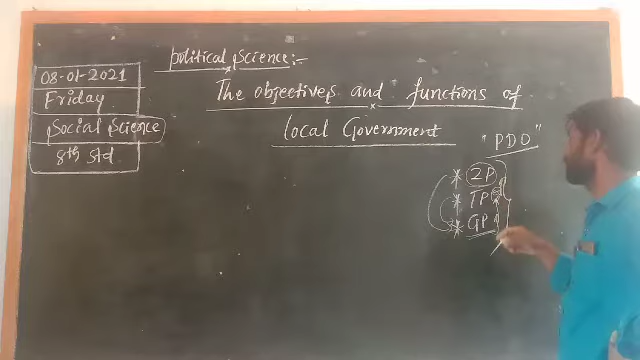 political science:-
08-01-2021
Friday
Social Science
8th std
The objectives and functions of
local Government
"PDO"
* ZP
* TP
* GP